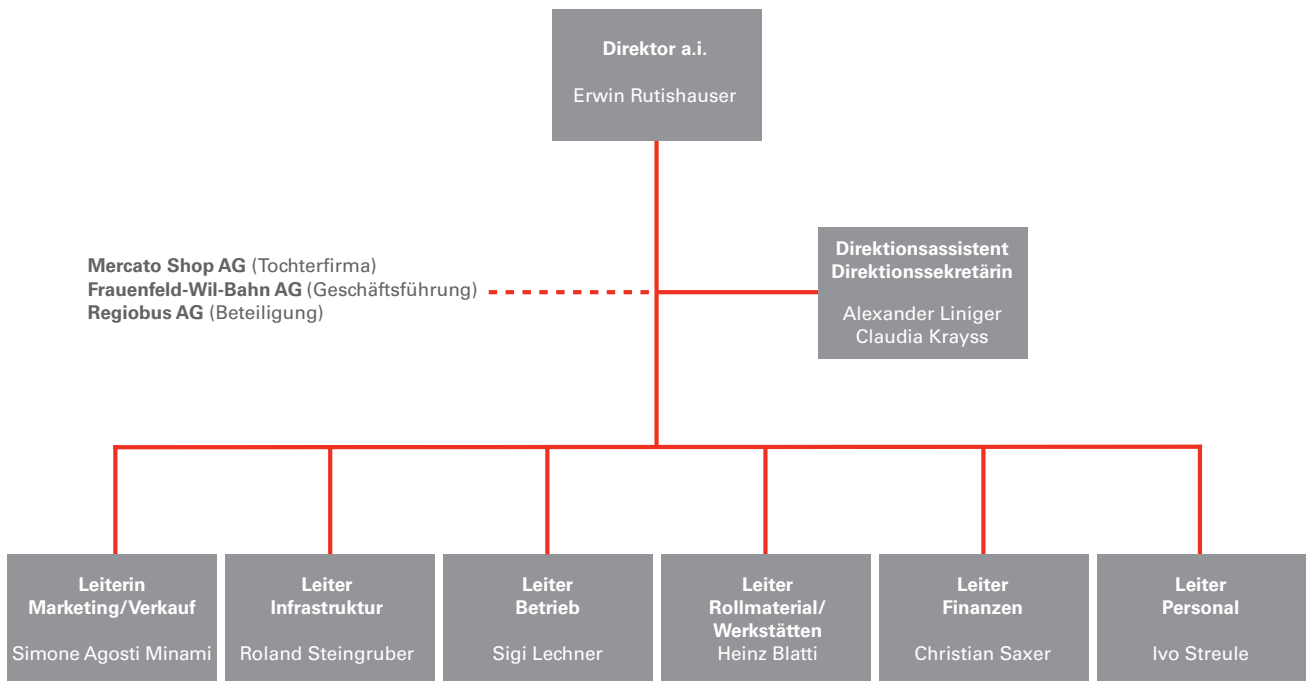 Direktor a.i.
Erwin Rutishauser
Direktionsassistent
Direktionssekretärin
Alexander Liniger
Claudia Krayss
Mercato Shop AG (Tochterfirma)
Frauenfeld-Wil-Bahn AG (Geschäftsführung)
Regiobus AG (Beteiligung)
Leiterin
Marketing/Verkauf
Simone Agosti Minami
Leiter
Infrastruktur
Roland Steingruber
Leiter
Betrieb
Sigi Lechner
Leiter
Rollmaterial/
Werkstätten
Heinz Blatti
Leiter
Finanzen
Christian Saxer
Leiter
Personal
Ivo Streule